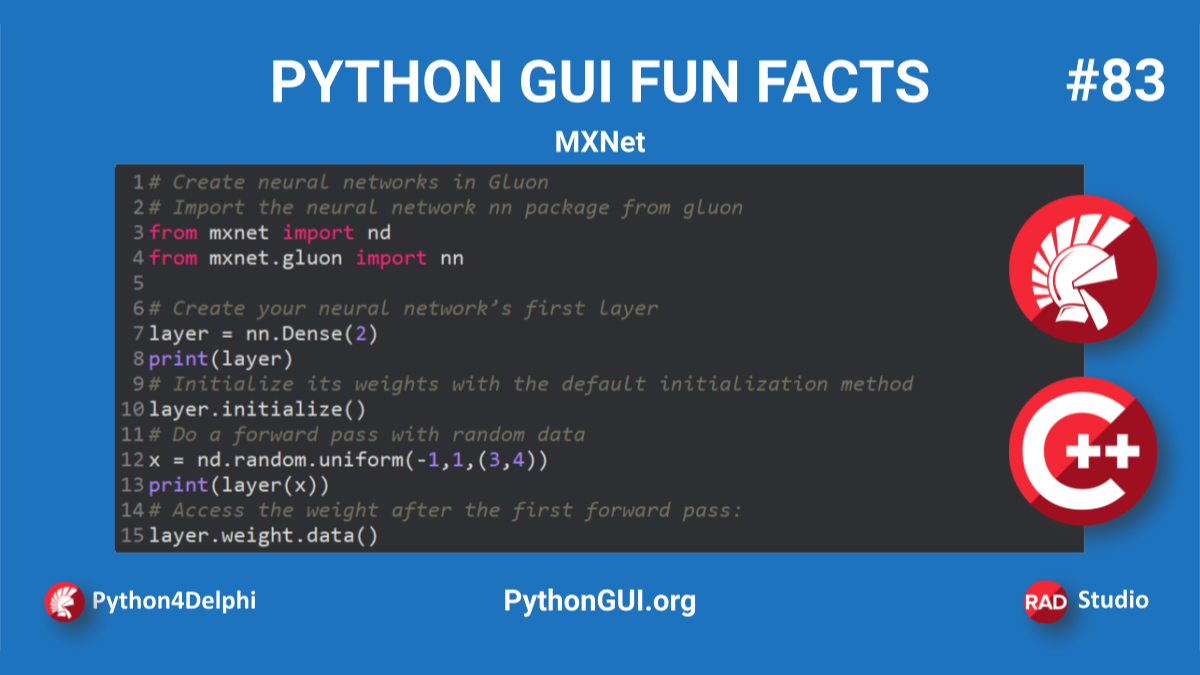 PYTHON GUI FUN FACTS
#83
MXNet
1 # Create neural networks in Gluon
2 # Import the neural network nn package from gluon
3 from mxnet import nd
4 from mxnet.gluon import nn
5
6 # Create your neural network’s first layer
7 layer = nn.Dense(2)
8 print(layer)
9 # Initialize its weights with the default initialization method
10 layer.initialize()
11 # Do a forward pass with random data
12 x = nd.random.uniform(-1,1,(3,4))
13 print(layer(x))
14 # Access the weight after the first forward pass:
15 layer.weight.data()
C++
Python4Delphi
PythonGUI.org
RAD Studio